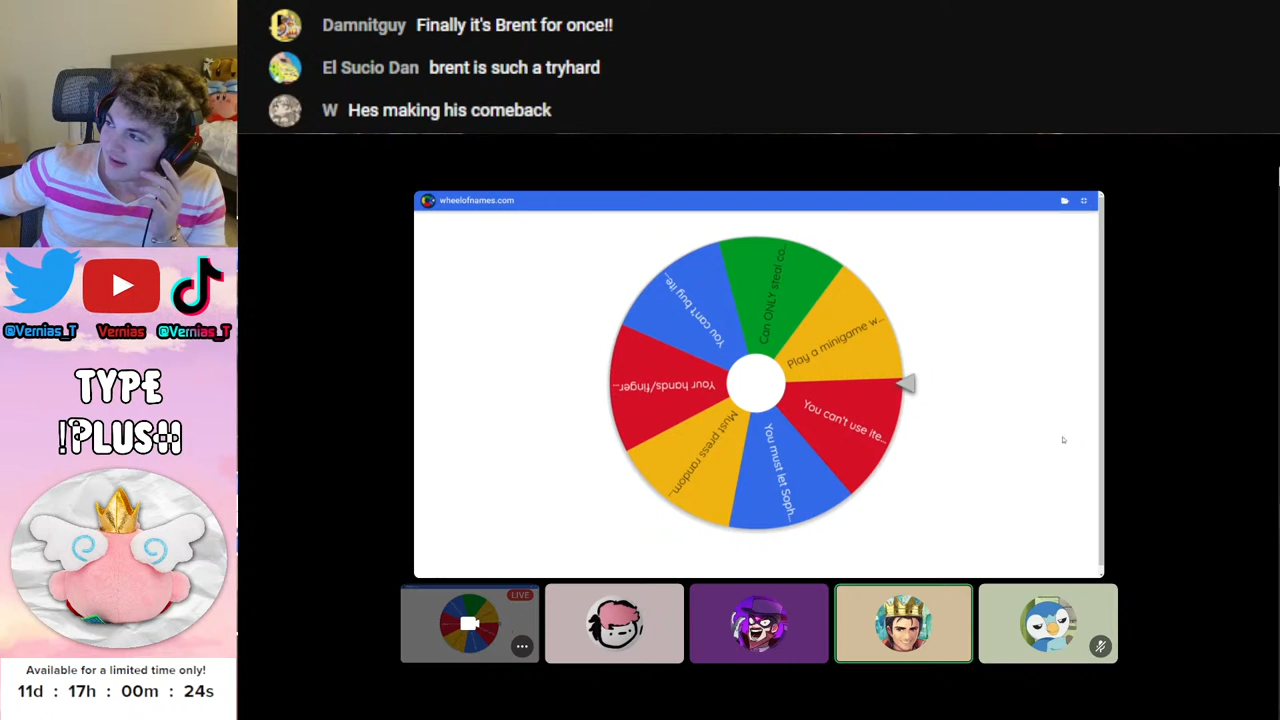 Damnitguy Finally it's Brent for once!!
El Sucio Dan brent is such a tryhard
W Hes making his comeback
wheelofnames.com
Can ONLY steal co...
Play a minigame w...
You can't use ite...
You must let Soph...
Must press random...
Your hands/finger...
You can't buy ite...
@Vernias_T
Vernias
@Vernias_T
TYPE
!PLUSH
LIVE
Available for a limited time only!
11d : 17h : 00m : 24s